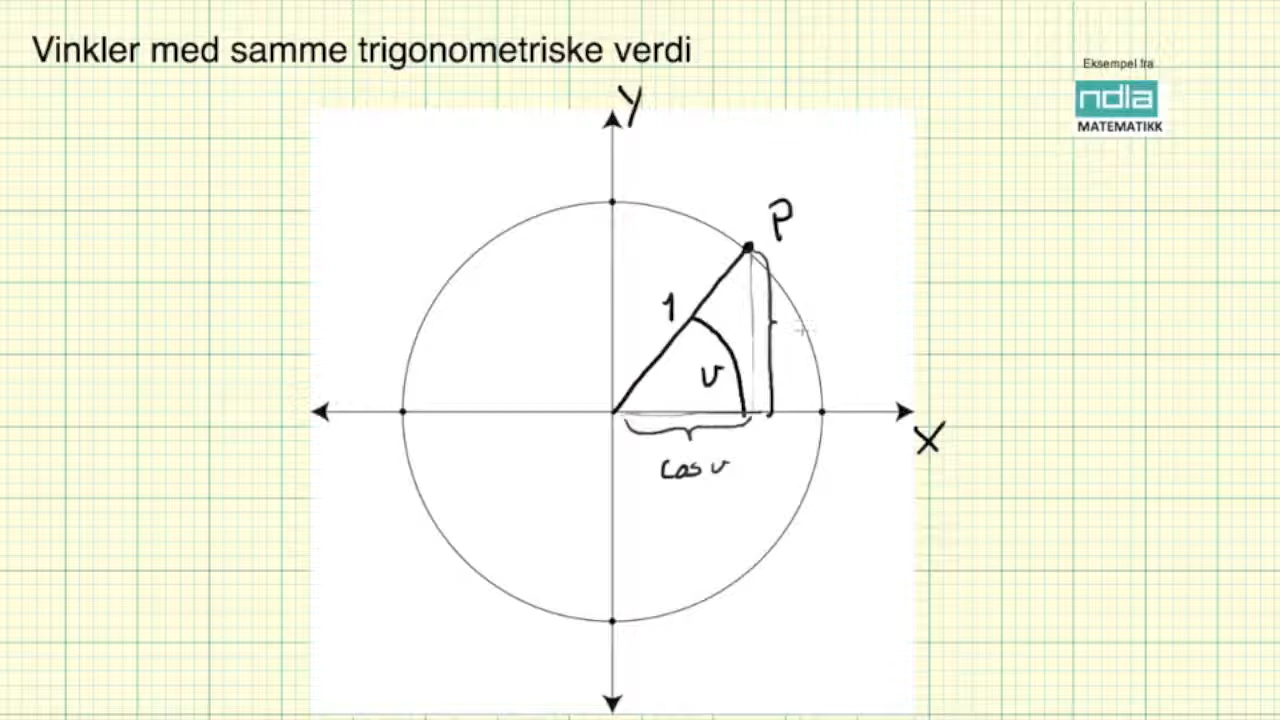 Vinkler med samme trigonometriske verdi
Eksempel fra
ndla
MATEMATIKK
y
P
1
v
x
cos v